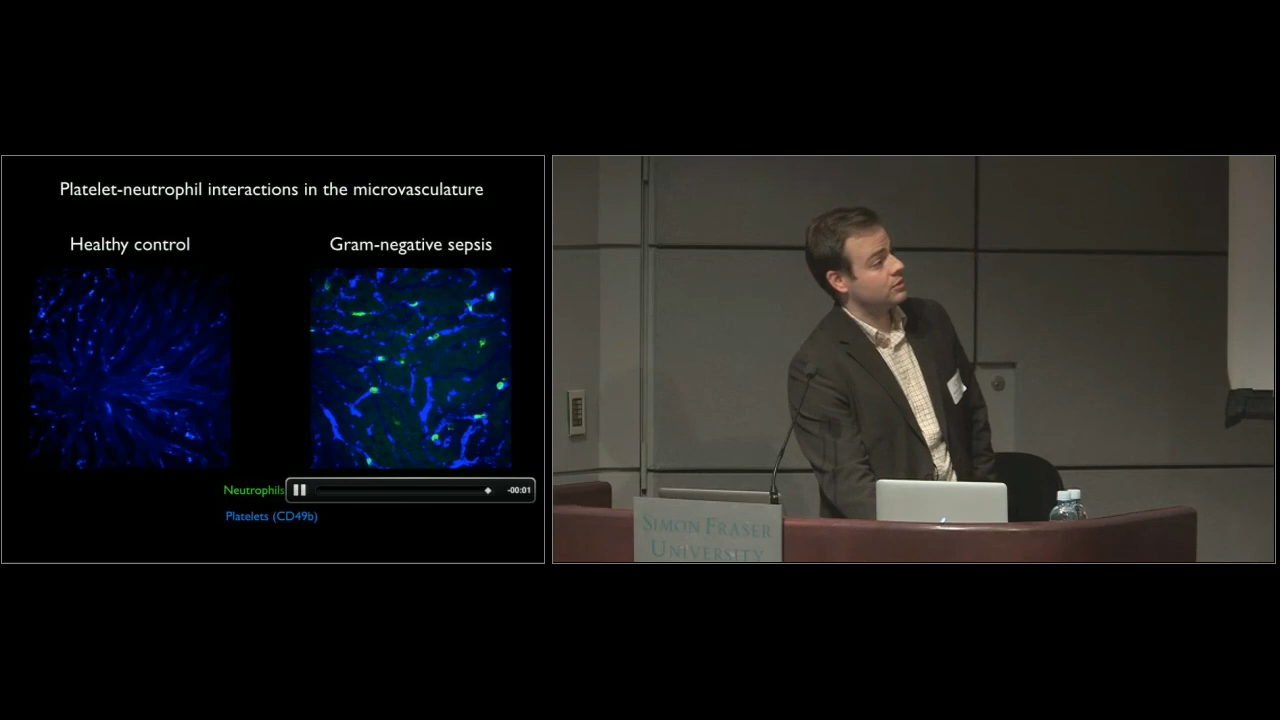 Platelet-neutrophil interactions in the microvasculature
Healthy control
Gram-negative sepsis
Neutrophils
-00:01
Platelets (CD49b)
SIMON FRASER
UNIVERSITY